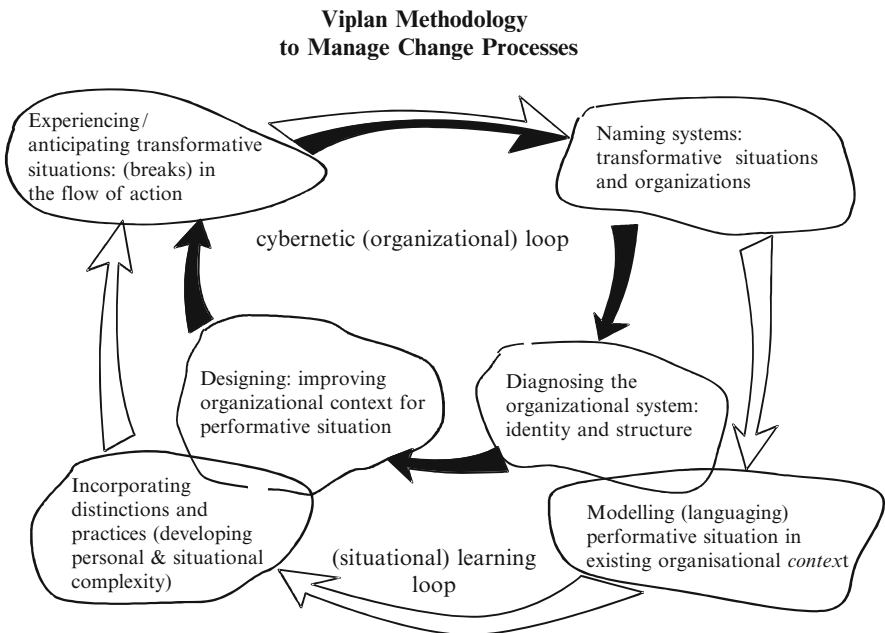 Viplan Methodology
to Manage Change Processes
Experiencing/
anticipating transformative
situations: (breaks) in
the flow of action
Naming systems:
transformative situations
and organizations
cybernetic (organizational) loop
Designing: improving
organizational context for
performative situation
Diagnosing the
organizational system:
identity and structure
Incorporating
distinctions and
practices (developing
personal & situational
complexity)
(situational) learning
loop
Modelling (languaging)
performative situation in
existing organisational context